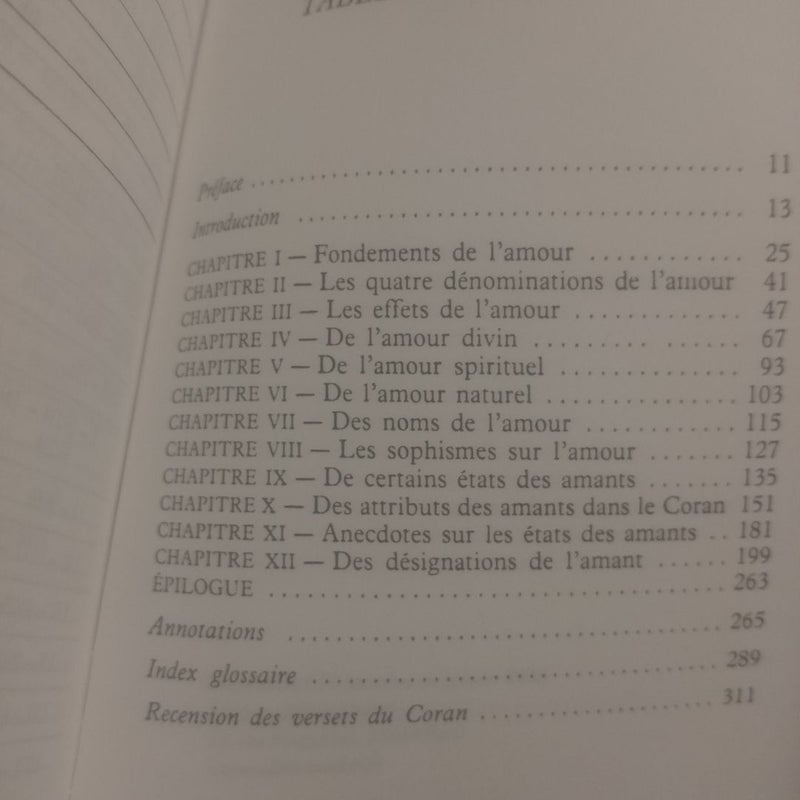 Préface .......................................................... 11
Introduction .................................................... 13
CHAPITRE I — Fondements de l'amour ............ 25
CHAPITRE II — Les quatre dénominations de l'amour 41
CHAPITRE III — Les effets de l'amour ............. 47
CHAPITRE IV — De l'amour divin ......... ...... 67
CHAPITRE V — De l'amour spirituel .............. 93
CHAPITRE VI — De l'amour naturel ................ 103
CHAPITRE VII — Des noms de l'amour ............ 115
CHAPITRE VIII — Les sophismes sur l'amour ....... 127
CHAPITRE IX — De certains états des amants ....... 135
CHAPITRE X — Des attributs des amants dans le Coran 151
CHAPITRE XI — Anecdotes sur les états des amants .. 181
CHAPITRE XII — Des désignations de l'amant ...... 199
ÉPILOGUE ..................................... 263
Annotations ................................... 265
Index glossaire ................................. 289
Recension des versets du Coran ................... 311